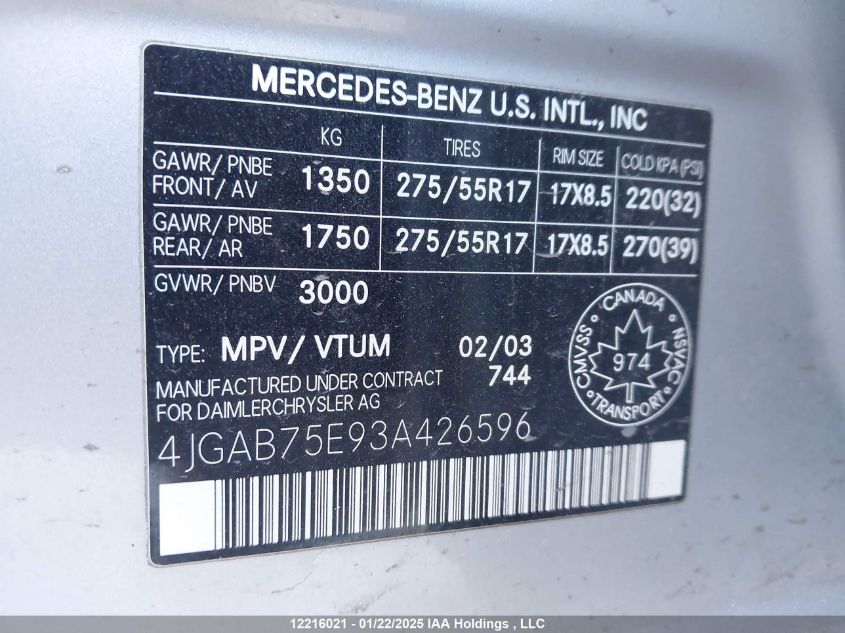 MERCEDES-BENZ U.S. INTL., INC
KG TIRES RIM SIZE COLD KPA (PSI)
GAWR/ PNBE
FRONT/ AV 1350 275/55R17 17X8.5 220(32)
GAWR/ PNBE
REAR/ AR 1750 275/55R17 17X8.5 270(39)
GVWR/ PNBV 3000
TYPE: MPV/ VTUM 02/03
744
MANUFACTURED UNDER CONTRACT
FOR DAIMLERCHRYSLER AG
CANADA
CMVSS 974 NSVAC
TRANSPORT
4JGAB75E93A426596
12216021 - 01/22/2025 IAA Holdings , LLC